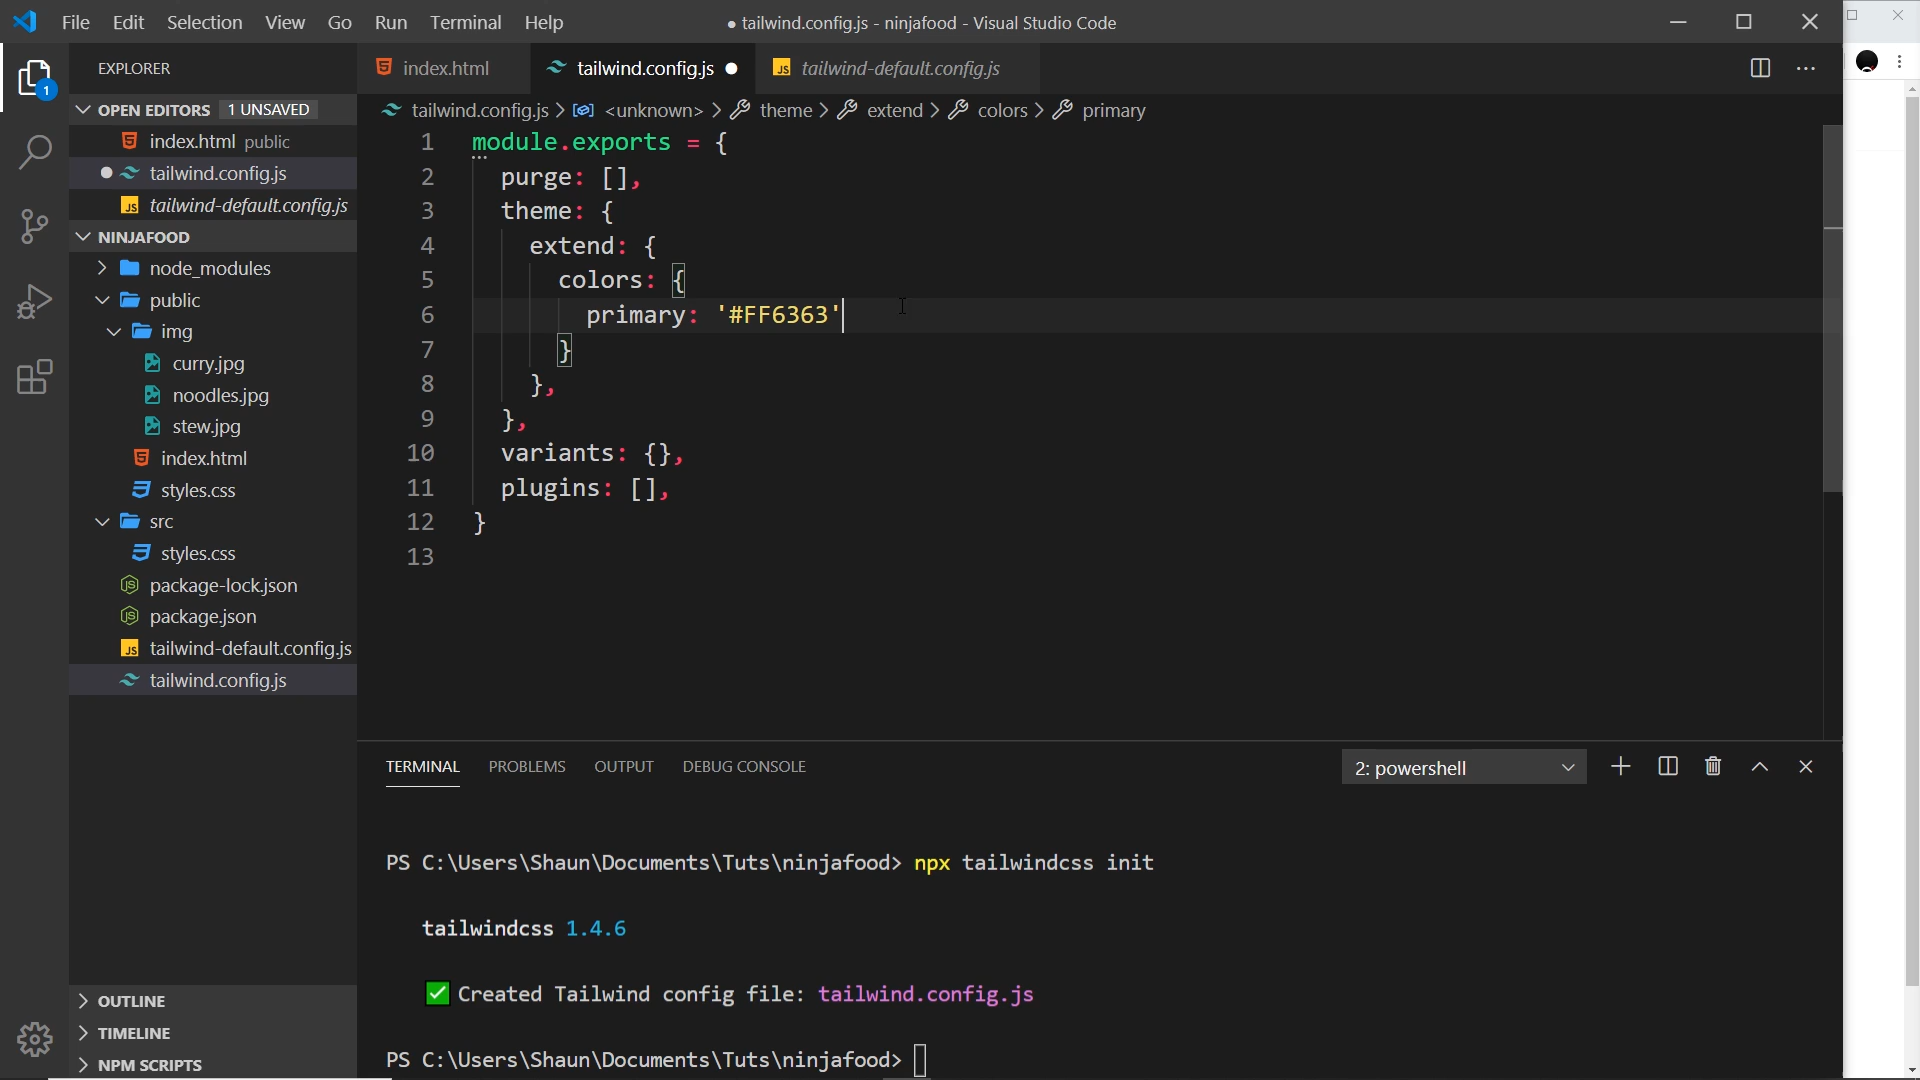 File Edit Selection View Go Run Terminal Help
● tailwind.config.js - ninjafood - Visual Studio Code
EXPLORER
OPEN EDITORS 1 UNSAVED
index.html public
tailwind.config.js
JS tailwind-default.config.js
NINJAFOOD
node_modules
public
img
curry.jpg
noodles.jpg
stew.jpg
index.html
styles.css
src
styles.css
package-lock.json
package.json
JS tailwind-default.config.js
tailwind.config.js
OUTLINE
TIMELINE
NPM SCRIPTS
1
index.html
tailwind.config.js ●
JS tailwind-default.config.js
tailwind.config.js > <unknown> > theme > extend > colors > primary
1 module.exports = {
2 purge: [],
3 theme: {
4 extend: {
5 colors: {
6 primary: '#FF6363'
7 }
8 },
9 },
10 variants: {},
11 plugins: [],
12 }
13
TERMINAL PROBLEMS OUTPUT DEBUG CONSOLE
2: powershell
PS C:\Users\Shaun\Documents\Tuts\ninjafood> npx tailwindcss init
tailwindcss 1.4.6
✅ Created Tailwind config file: tailwind.config.js
PS C:\Users\Shaun\Documents\Tuts\ninjafood>